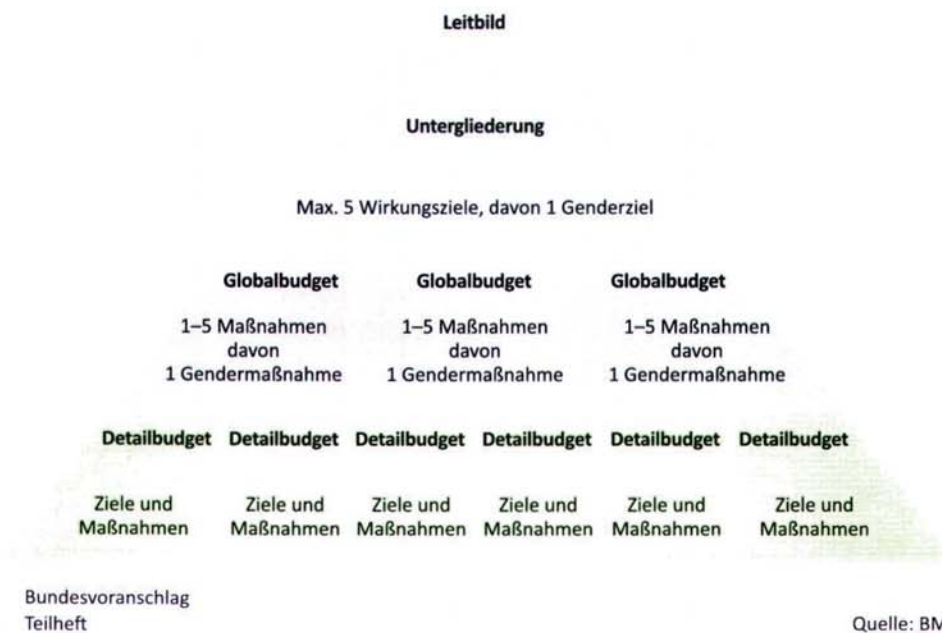 Leitbild
Untergliederung
Max. 5 Wirkungsziele, davon 1 Genderziel
Globalbudget Globalbudget Globalbudget
1–5 Maßnahmen 1–5 Maßnahmen 1–5 Maßnahmen
davon davon davon
1 Gendermaßnahme 1 Gendermaßnahme 1 Gendermaßnahme
Detailbudget Detailbudget Detailbudget Detailbudget Detailbudget Detailbudget
Ziele und Ziele und Ziele und Ziele und Ziele und Ziele und
Maßnahmen Maßnahmen Maßnahmen Maßnahmen Maßnahmen Maßnahmen
Bundesvoranschlag
Teilheft Quelle: BM